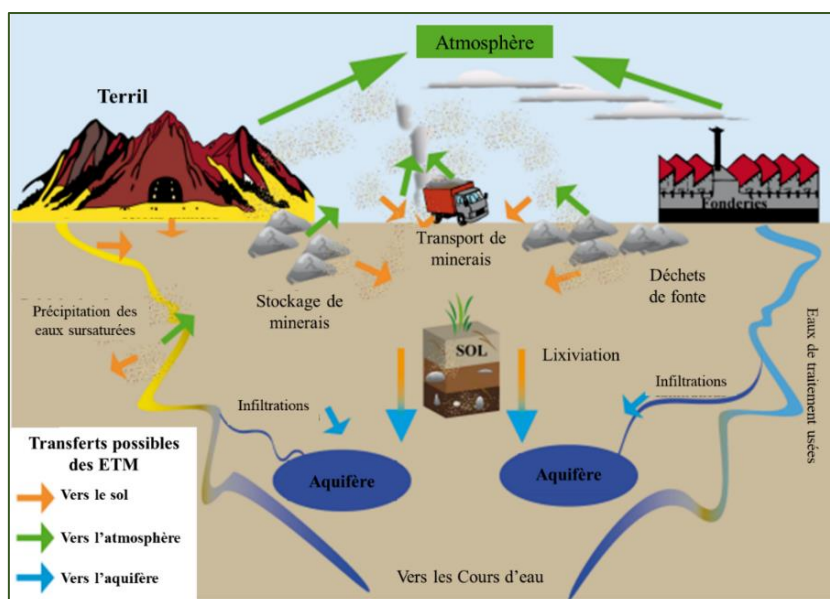 Atmosphère
Terril
Fonderies
Transport de
minerais
Stockage de
minerais
Déchets
de fonte
Précipitation des
eaux sursaturées
SOL
Lixiviation
Eaux de traitement usées
Infiltrations
Infiltrations
Aquifère
Aquifère
Transferts possibles
des ETM
Vers le sol
Vers l’atmosphère
Vers l’aquifère
Vers les Cours d’eau